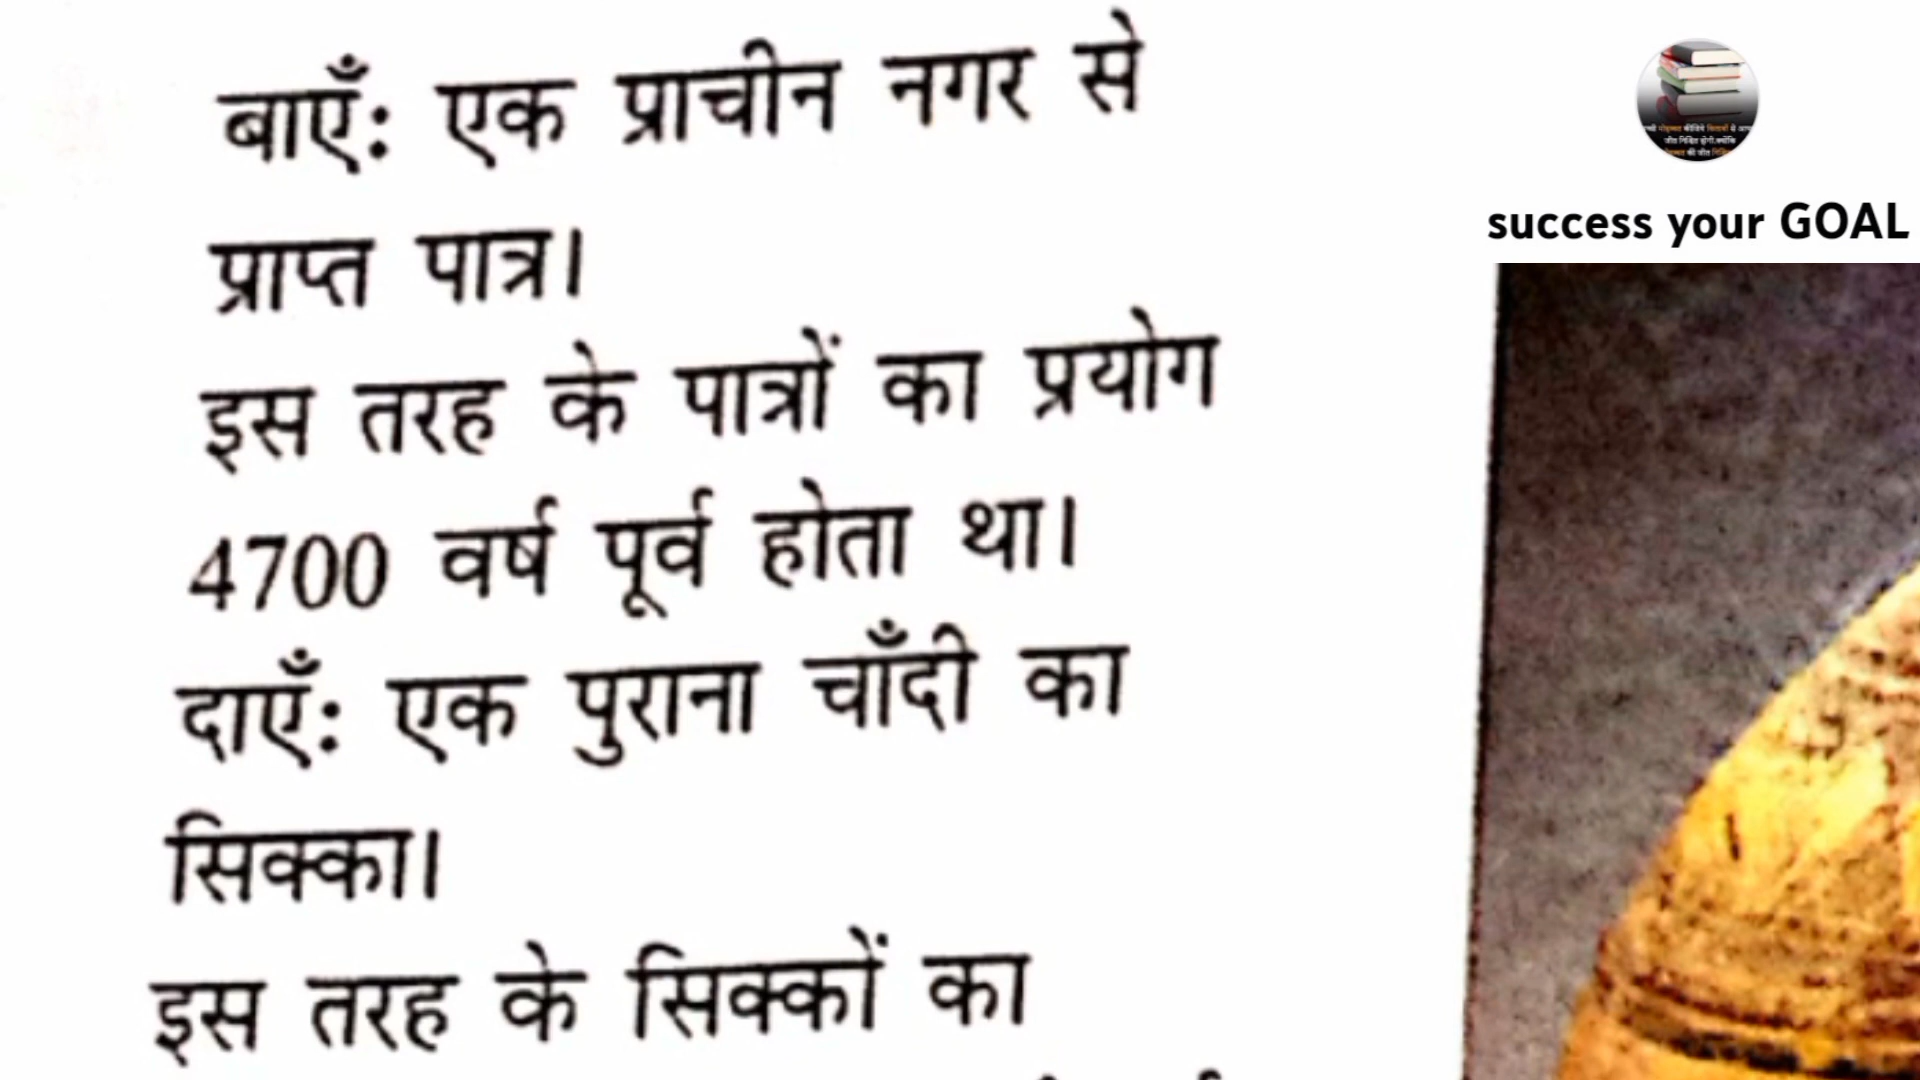 बाएँ: एक प्राचीन नगर से
प्राप्त पात्र।
इस तरह के पात्रों का प्रयोग
4700 वर्ष पूर्व होता था।
दाएँ: एक पुराना चाँदी का
सिक्का।
इस तरह के सिक्कों का
success your GOAL